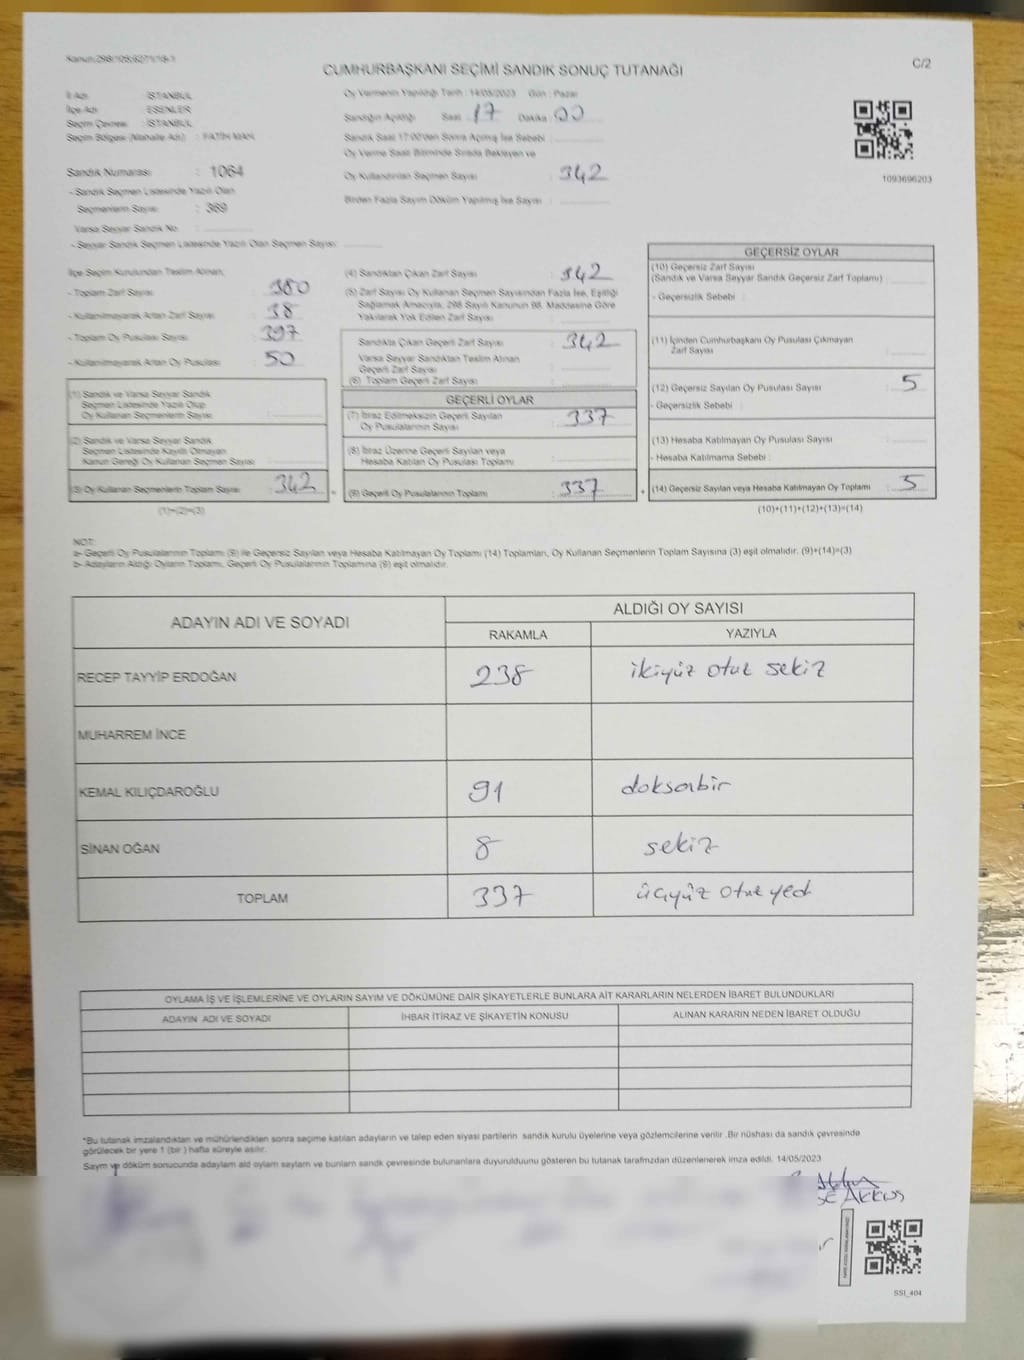 Kanun:298/105;6271/18-1
C/2
CUMHURBAŞKANI SEÇİMİ SANDIK SONUÇ TUTANAĞI
İl Adı : İSTANBUL
İlçe Adı : ESENLER
Seçim Çevresi : İSTANBUL
Seçim Bölgesi (Mahalle Adı) : FATİH MAH.
Sandık Numarası : 1064
- Sandık Seçmen Listesinde Yazılı Olan
Seçmenlerin Sayısı : 369
Varsa Seyyar Sandık No :
- Seyyar Sandık Seçmen Listesinde Yazılı Olan Seçmen Sayısı :
Oy Vermenin Yapıldığı Tarih : 14/05/2023 Gün : Pazar
Sandığın Açıldığı Saat : 17 Dakika : 00
Sandık Saat 17:00'den Sonra Açılmış İse Sebebi :
Oy Verme Saati Bitiminde Sırada Bekleyen ve
Oy Kullandırılan Seçmen Sayısı : 342
Birden Fazla Sayım Döküm Yapılmış İse Sayısı :
1093696203
İlçe Seçim Kurulundan Teslim Alınan;
- Toplam Zarf Sayısı : 380
- Kullanılmayarak Artan Zarf Sayısı : 38
- Toplam Oy Pusulası Sayısı : 397
- Kullanılmayarak Artan Oy Pusulası : 50
(1) Sandık ve Varsa Seyyar Sandık
Seçmen Listesinde Yazılı Olup
Oy Kullanan Seçmenlerin Sayısı :
(2) Sandık ve Varsa Seyyar Sandık
Seçmen Listesinde Kayıtlı Olmayan
Kanun Gereği Oy Kullanan Seçmen Sayısı :
(3) Oy Kullanan Seçmenlerin Toplam Sayısı : 342
(1)+(2)=(3)
(4) Sandıktan Çıkan Zarf Sayısı : 342
(5) Zarf Sayısı Oy Kullanan Seçmen Sayısından Fazla İse, Eşitliği
Sağlamak Amacıyla, 298 Sayılı Kanunun 98. Maddesine Göre
Yakılarak Yok Edilen Zarf Sayısı :
Sandıkta Çıkan Geçerli Zarf Sayısı : 342
Varsa Seyyar Sandıktan Teslim Alınan
Geçerli Zarf Sayısı :
(6) Toplam Geçerli Zarf Sayısı :
GEÇERLİ OYLAR
(7) İtiraz Edilmeksizin Geçerli Sayılan
Oy Pusulalarının Sayısı : 337
(8) İtiraz Üzerine Geçerli Sayılan veya
Hesaba Katılan Oy Pusulası Toplamı :
(9) Geçerli Oy Pusulalarının Toplamı : 337
GEÇERSİZ OYLAR
(10) Geçersiz Zarf Sayısı
(Sandık ve Varsa Seyyar Sandık Geçersiz Zarf Toplamı) :
- Geçersizlik Sebebi :
(11) İçinden Cumhurbaşkanı Oy Pusulası Çıkmayan
Zarf Sayısı :
(12) Geçersiz Sayılan Oy Pusulası Sayısı : 5
- Geçersizlik Sebebi :
(13) Hesaba Katılmayan Oy Pusulası Sayısı :
- Hesaba Katılmama Sebebi :
(14) Geçersiz Sayılan veya Hesaba Katılmayan Oy Toplamı : 5
(10)+(11)+(12)+(13)=(14)
NOT:
a- Geçerli Oy Pusulalarının Toplamı (9) ile Geçersiz Sayılan veya Hesaba Katılmayan Oy Toplamı (14) Toplamları, Oy Kullanan Seçmenlerin Toplam Sayısına (3) eşit olmalıdır. (9)+(14)=(3)
b- Adayların Aldığı Oyların Toplamı, Geçerli Oy Pusulalarının Toplamına (9) eşit olmalıdır.
ADAYIN ADI VE SOYADI
ALDIĞI OY SAYISI
RAKAMLA YAZIYLA
RECEP TAYYİP ERDOĞAN 238 ikiyüz otuz sekiz
MUHARREM İNCE
KEMAL KILIÇDAROĞLU 91 doksanbir
SİNAN OĞAN 8 sekiz
TOPLAM 337 üçyüz otuz yedi
OYLAMA İŞ VE İŞLEMLERİNE VE OYLARIN SAYIM VE DÖKÜMÜNE DAİR ŞİKAYETLERLE BUNLARA AİT KARARLARIN NELERDEN İBARET BULUNDUKLARI
ADAYIN ADI VE SOYADI İHBAR İTİRAZ VE ŞİKAYETİN KONUSU ALINAN KARARIN NEDEN İBARET OLDUĞU
*Bu tutanak imzalandıktan ve mühürlendikten sonra seçime katılan adayların ve talep eden siyasi partilerin sandık kurulu üyelerine veya gözlemcilerine verilir .Bir nüshası da sandık çevresinde
görülecek bir yere 1 (bir ) hafta süreyle asılır.
Sayım ve döküm sonucunda adayların aldığı oyların sayıları ve bunların sandık çevresinde bulunanlara duyurulduunu gösteren bu tutanak tarafımızdan düzenlenerek imza edildi. 14/05/2023
AKKUŞ
SSI_404